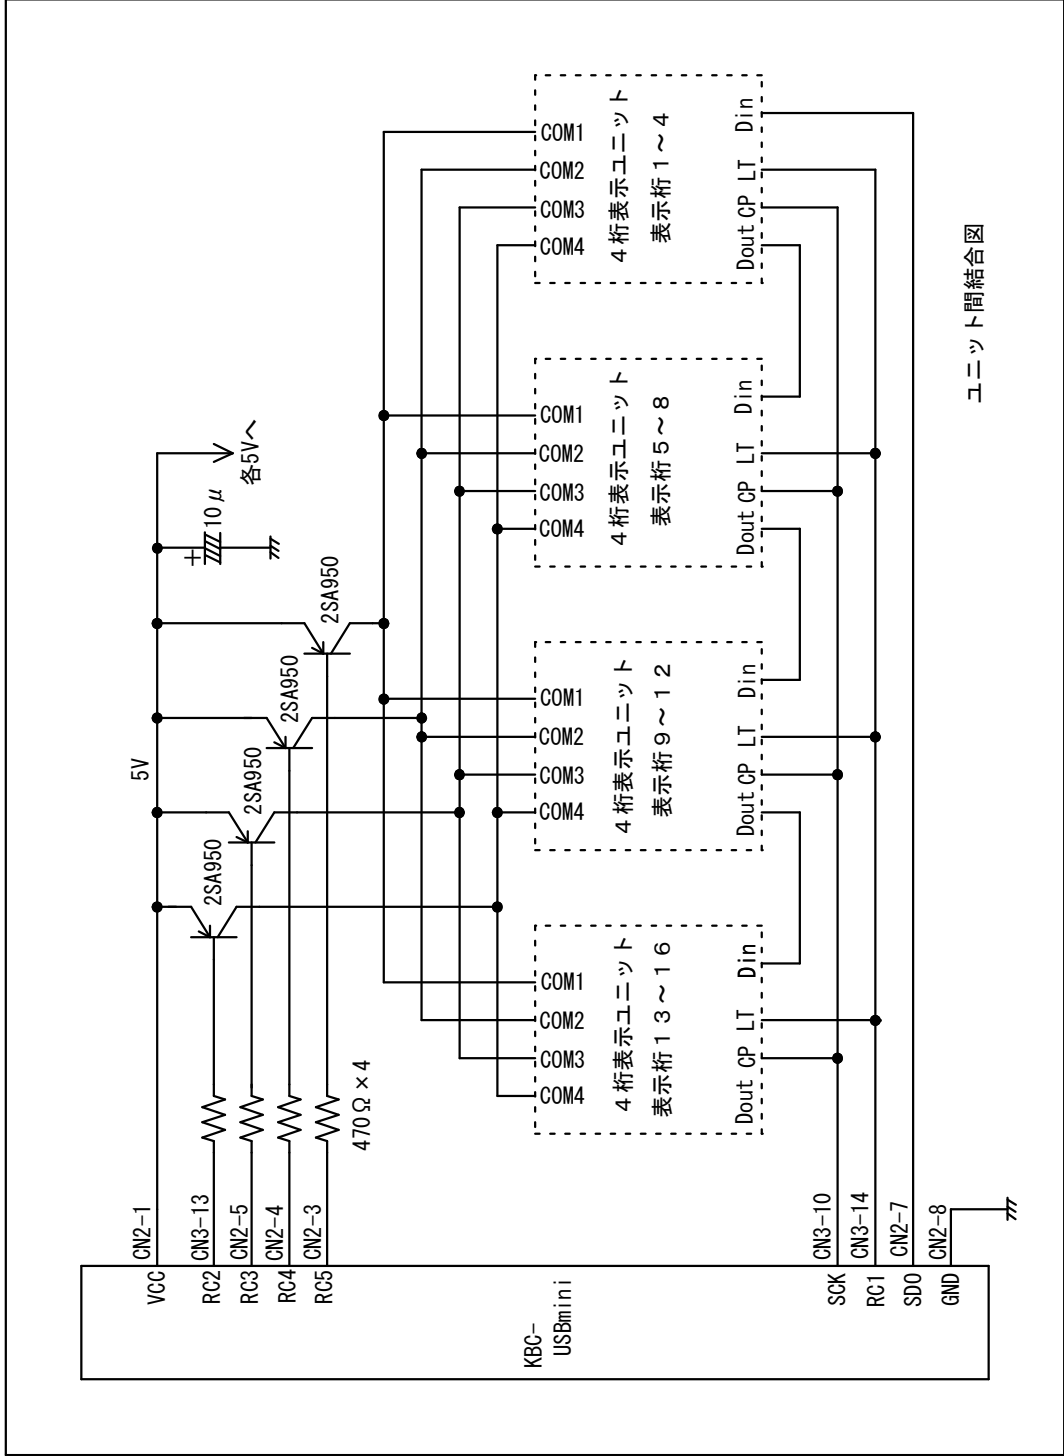 KBC-
USBmini
VCC
RC2
RC3
RC4
RC5
SCK
RC1
SDO
GND
CN2-1
CN3-13
CN2-5
CN2-4
CN2-3
CN3-10
CN3-14
CN2-7
CN2-8
470Ω×4
5V
2SA950
2SA950
2SA950
2SA950
+
10μ
各5Vへ
COM4
COM3
COM2
COM1
４桁表示ユニット
表示桁１３～１６
Dout
CP
LT
Din
COM4
COM3
COM2
COM1
４桁表示ユニット
表示桁９～１２
Dout
CP
LT
Din
COM4
COM3
COM2
COM1
４桁表示ユニット
表示桁５～８
Dout
CP
LT
Din
COM4
COM3
COM2
COM1
４桁表示ユニット
表示桁１～４
Dout
CP
LT
Din
ユニット間結合図